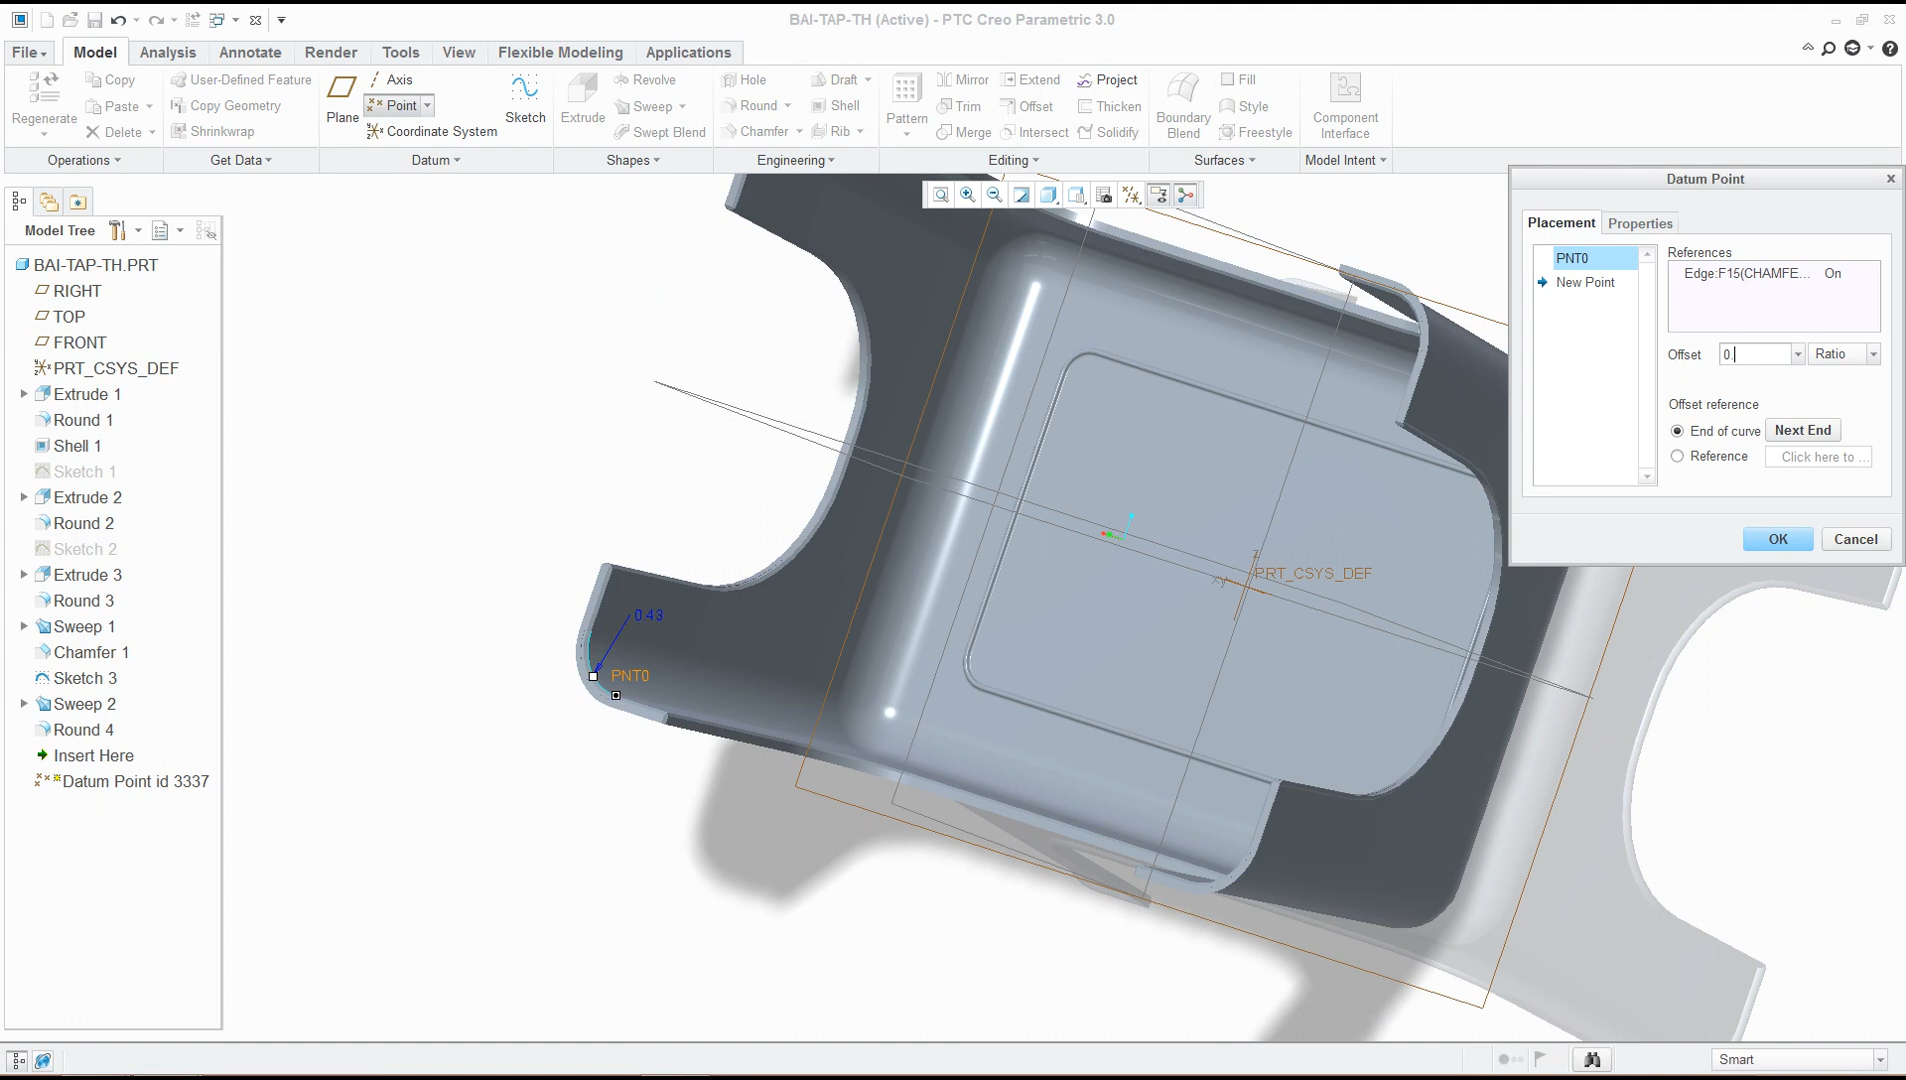 BAI-TAP-TH (Active) - PTC Creo Parametric 3.0
File Model Analysis Annotate Render Tools View Flexible Modeling Applications
Regenerate
Copy
Paste
Delete
Operations
User-Defined Feature
Copy Geometry
Shrinkwrap
Get Data
Plane
Axis
Point
Coordinate System
Sketch
Datum
Extrude
Revolve
Sweep
Swept Blend
Shapes
Hole
Round
Chamfer
Draft
Shell
Rib
Engineering
Pattern
Mirror
Trim
Merge
Extend
Offset
Intersect
Project
Thicken
Solidify
Editing
Boundary
Blend
Fill
Style
Freestyle
Surfaces
Component
Interface
Model Intent
Model Tree
BAI-TAP-TH.PRT
RIGHT
TOP
FRONT
PRT_CSYS_DEF
Extrude 1
Round 1
Shell 1
Sketch 1
Extrude 2
Round 2
Sketch 2
Extrude 3
Round 3
Sweep 1
Chamfer 1
Sketch 3
Sweep 2
Round 4
Insert Here
Datum Point id 3337
0.43
PNT0
Z
PRT_CSYS_DEF
XY
Datum Point
Placement Properties
PNT0
New Point
References
Edge:F15(CHAMFE... On
Offset 0. Ratio
Offset reference
End of curve Next End
Reference Click here to ...
OK Cancel
Smart